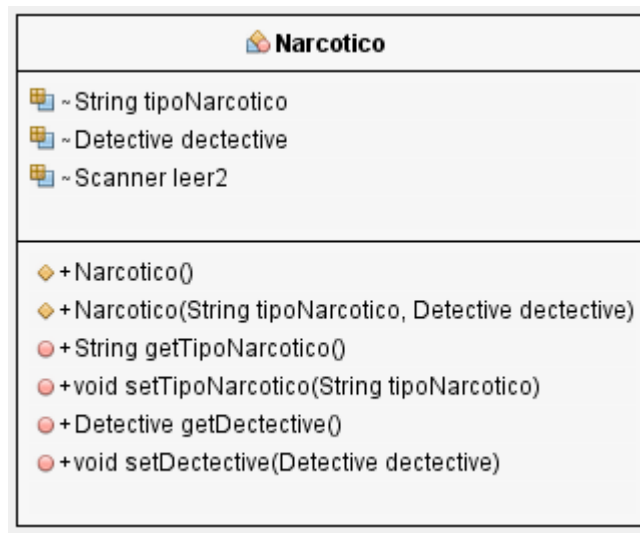 Narcotico
~String tipoNarcotico
~Detective dectective
~Scanner leer2
+Narcotico()
+Narcotico(String tipoNarcotico, Detective dectective)
+String getTipoNarcotico()
+void setTipoNarcotico(String tipoNarcotico)
+Detective getDectective()
+void setDectective(Detective dectective)